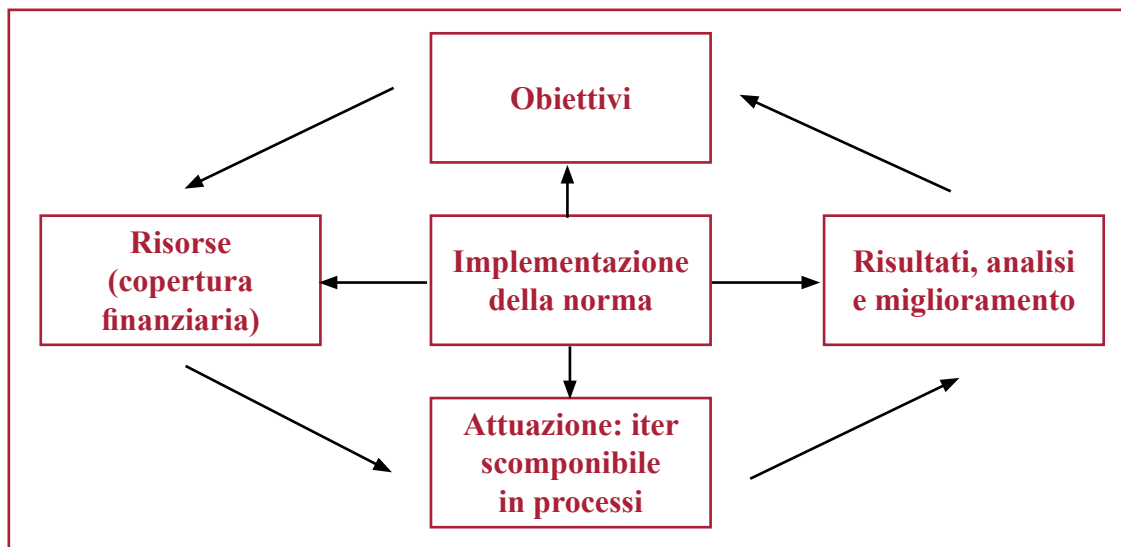 Obiettivi
Risorse
(copertura
finanziaria)
Implementazione
della norma
Risultati, analisi
e miglioramento
Attuazione: iter
scomponibile
in processi